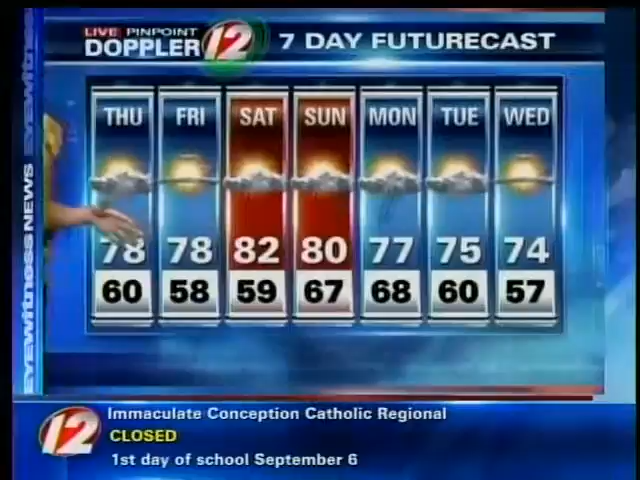 LIVE PINPOINT
DOPPLER 12
7 DAY FUTURECAST
THU FRI SAT SUN MON TUE WED
78 78 82 80 77 75 74
60 58 59 67 68 60 57
EYEWITNESS NEWS
EYEWITNESS
12
Immaculate Conception Catholic Regional
CLOSED
1st day of school September 6